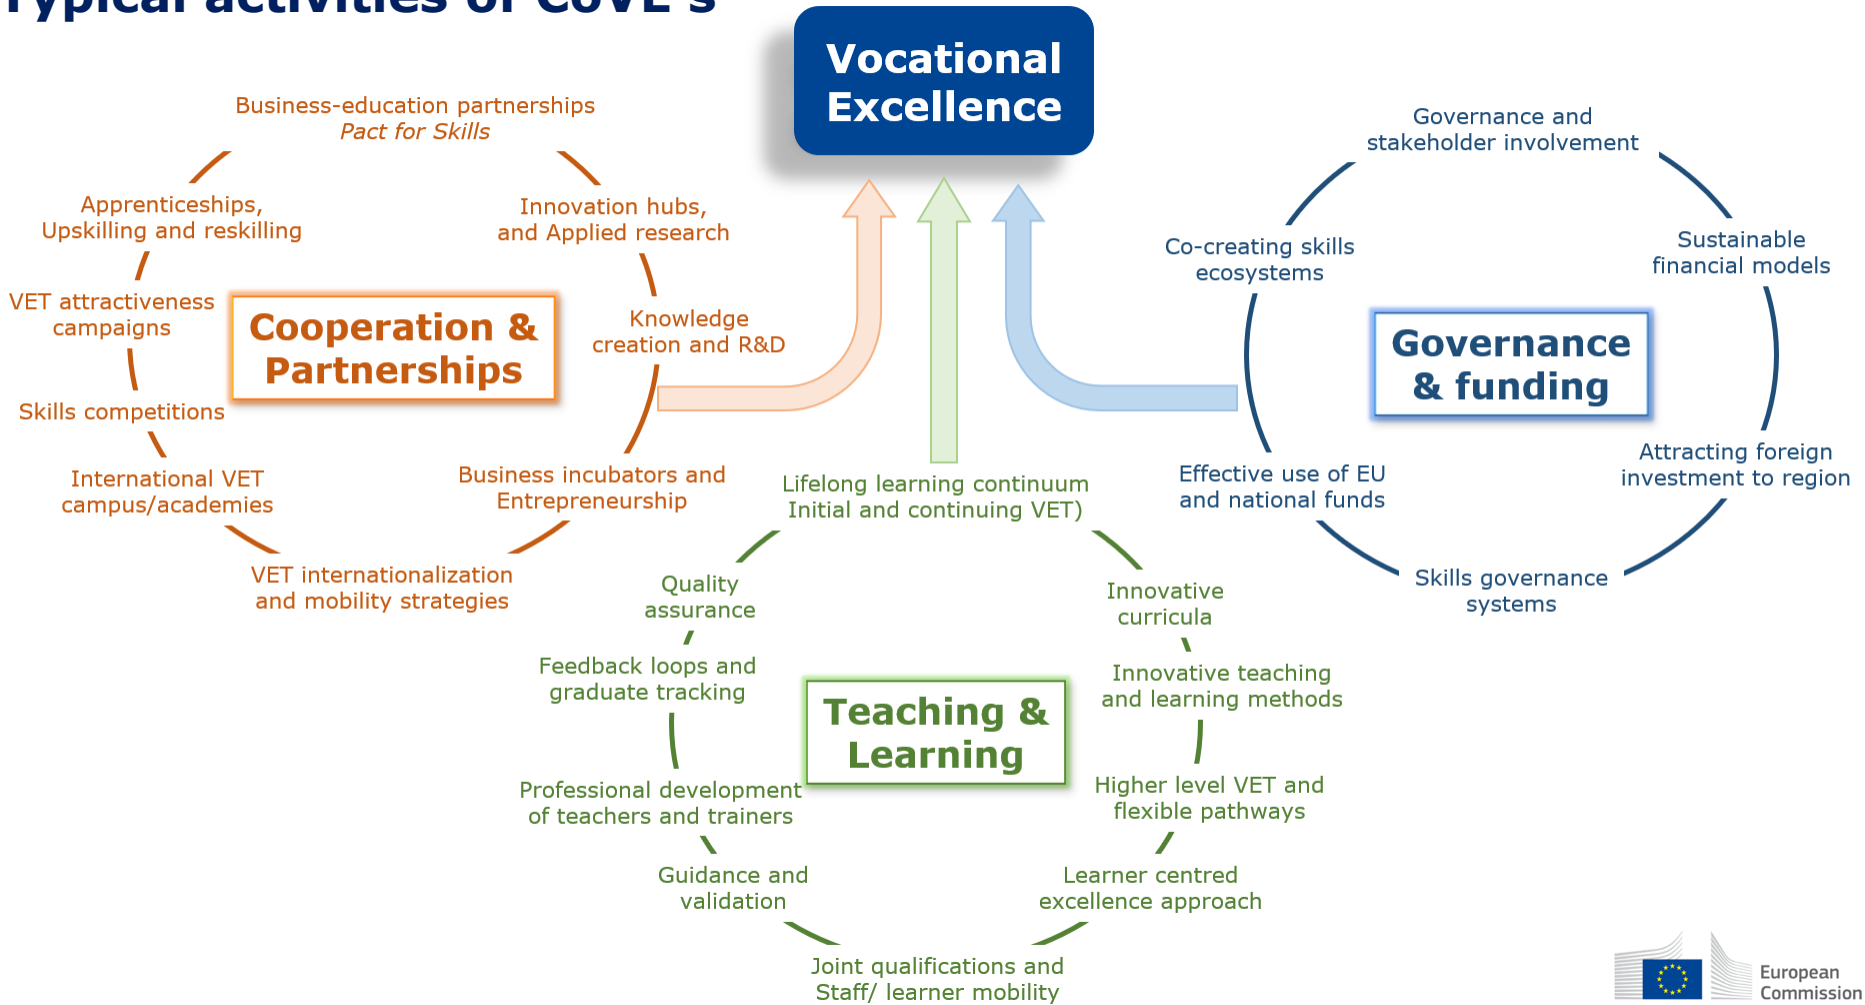 Typical activities of CoVE's
Vocational
Excellence
Business-education partnerships
Pact for Skills
Apprenticeships,
Upskilling and reskilling
Innovation hubs,
and Applied research
VET attractiveness
campaigns
Cooperation &
Partnerships
Knowledge
creation and R&D
Skills competitions
International VET
campus/academies
Business incubators and
Entrepreneurship
VET internationalization
and mobility strategies
Governance and
stakeholder involvement
Co-creating skills
ecosystems
Sustainable
financial models
Governance
& funding
Effective use of EU
and national funds
Attracting foreign
investment to region
Skills governance
systems
Lifelong learning continuum
Initial and continuing VET)
Quality
assurance
Innovative
curricula
Feedback loops and
graduate tracking
Innovative teaching
and learning methods
Teaching &
Learning
Professional development
of teachers and trainers
Higher level VET and
flexible pathways
Guidance and
validation
Learner centred
excellence approach
Joint qualifications and
Staff/ learner mobility
European
Commission